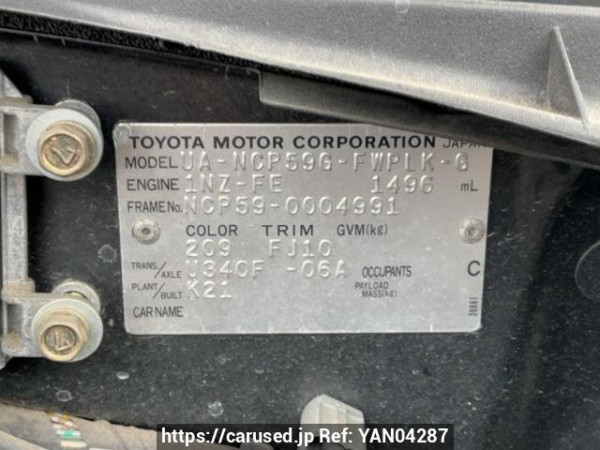 TOYOTA MOTOR CORPORATION JAPAN
MODEL UA-NCP59G-FWPLK-G
ENGINE 1NZ-FE 1496 mL
FRAME No. NCP59-0004991
COLOR TRIM GVM(kg)
209 FJ10
TRANS./AXLE U340F -06A OCCUPANTS C
PLANT/BUILT K21 PAYLOAD MASS(kg)
CAR NAME
https://carused.jp Ref: YAN04287